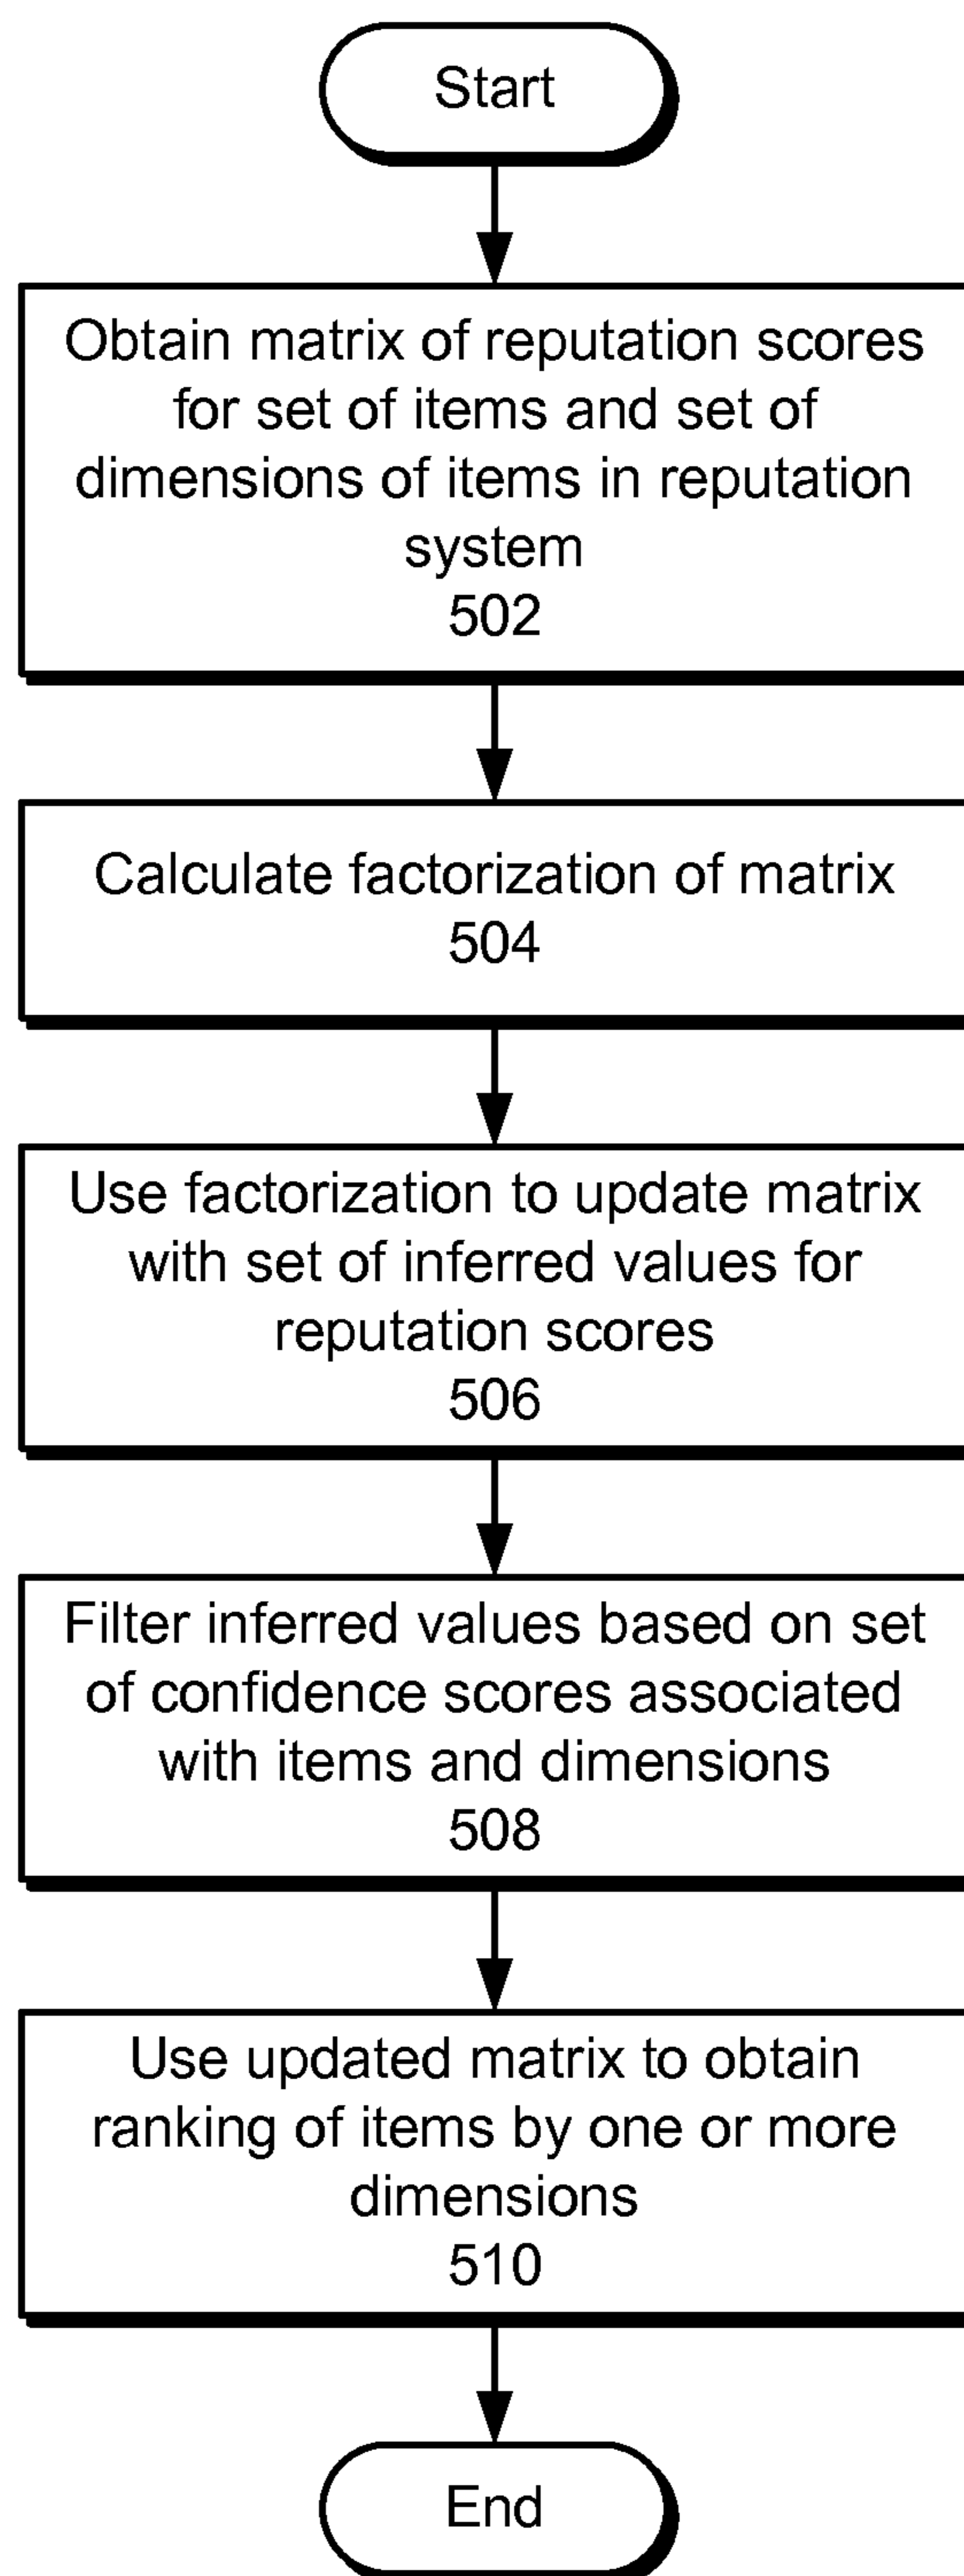 Start
Obtain matrix of reputation scores
for set of items and set of
dimensions of items in reputation
system
502
Calculate factorization of matrix
504
Use factorization to update matrix
with set of inferred values for
reputation scores
506
Filter inferred values based on set
of confidence scores associated
with items and dimensions
508
Use updated matrix to obtain
ranking of items by one or more
dimensions
510
End